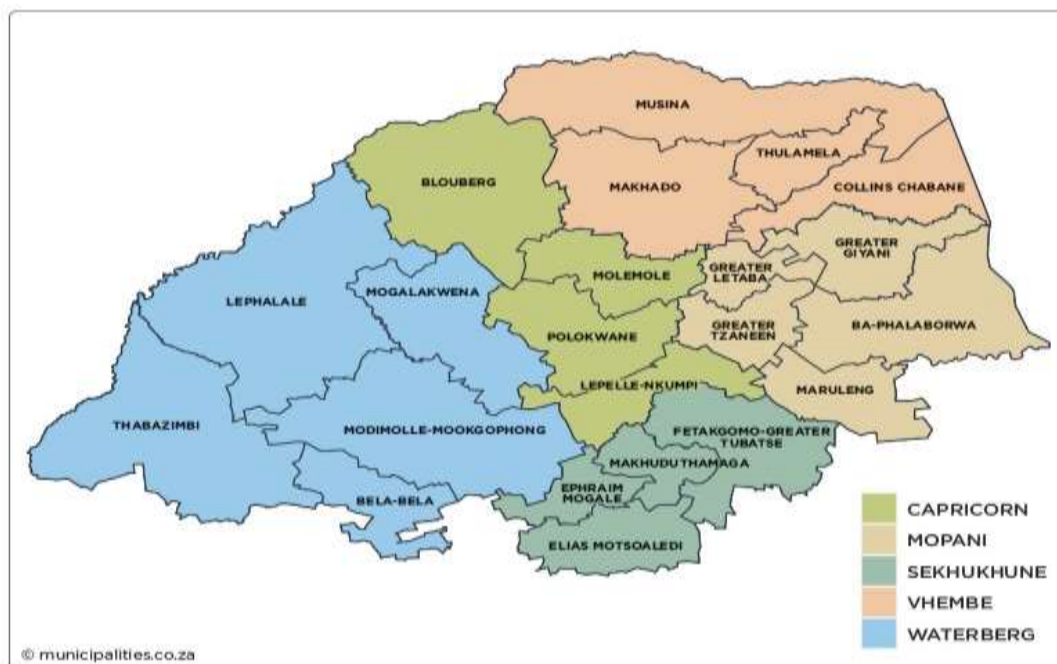 MUSINA
THULAMELA
BLOUBERG
MAKHADO
COLLINS CHABANE
GREATER
GIYANI
MOLEMOLE
GREATER
LETABA
LEPHALALE
MOGALAKWENA
POLOKWANE
GREATER
TZANEEN
BA-PHALABORWA
LEPELLE-NKUMPI
MARULENG
THABAZIMBI
MODIMOLLE-MOOKGOPHONG
FETAKGOMO-GREATER
TUBATSE
MAKHUDUTHAMAGA
EPHRAIM
MOGALE
BELA-BELA
ELIAS MOTSOALEDI
CAPRICORN
MOPANI
SEKHUKHUNE
VHEMBE
WATERBERG
© municipalities.co.za